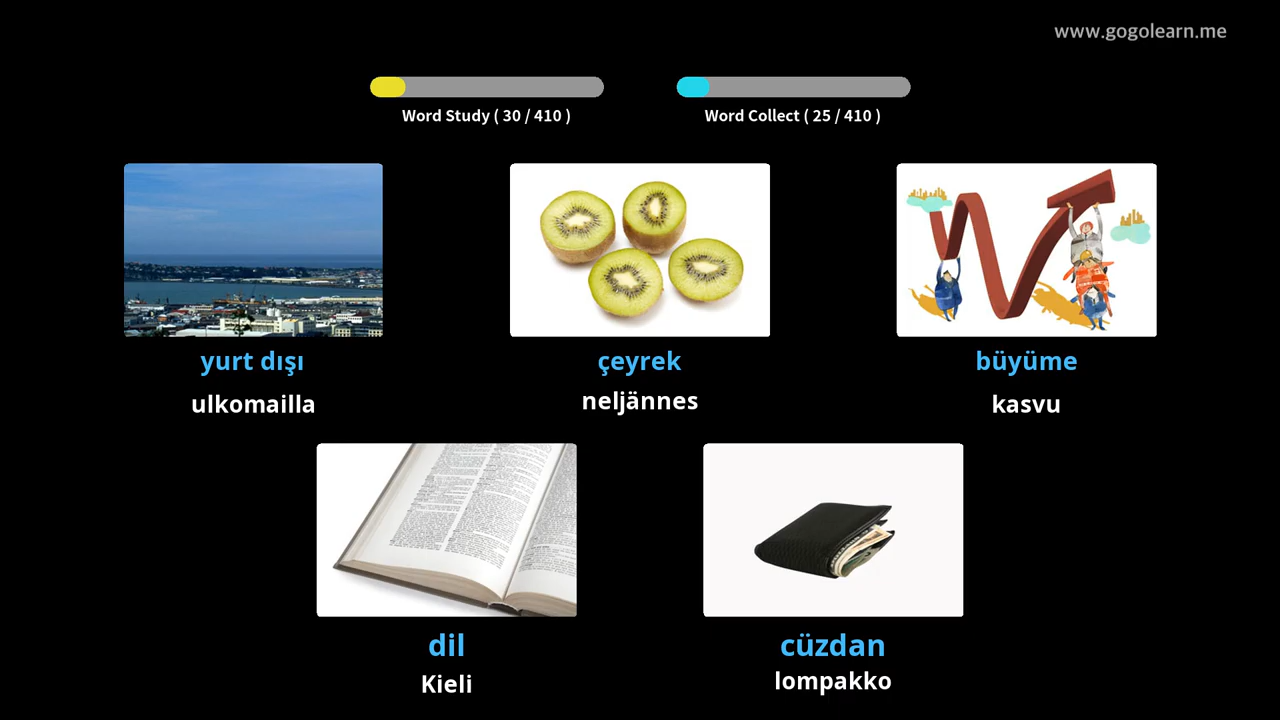 www.gogolearn.me
Word Study ( 30 / 410 )
Word Collect ( 25 / 410 )
yurt dışı
ulkomailla
çeyrek
neljännes
büyüme
kasvu
dil
Kieli
cüzdan
lompakko